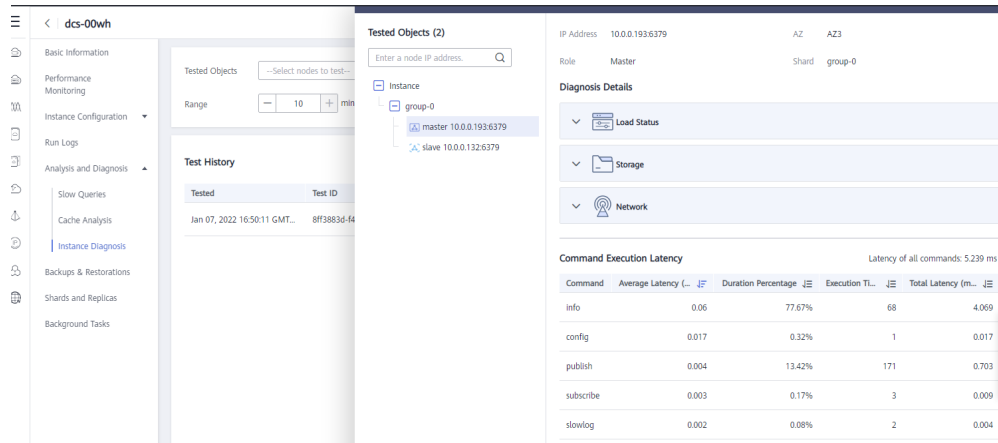 dcs-00wh
Basic Information
Performance
Monitoring
Instance Configuration
Run Logs
Analysis and Diagnosis
Slow Queries
Cache Analysis
Instance Diagnosis
Backups & Restorations
Shards and Replicas
Background Tasks
Tested Objects --Select nodes to test--
Range 10 min
Test History
Tested Test ID
Jan 07, 2022 16:50:11 GMT... 8ff3883d-f4
Tested Objects (2)
Enter a node IP address.
Instance
group-0
master 10.0.0.193:6379
slave 10.0.0.132:6379
IP Address 10.0.0.193:6379 AZ AZ3
Role Master Shard group-0
Diagnosis Details
Load Status
Storage
Network
Command Execution Latency Latency of all commands: 5.239 ms
Command Average Latency (... Duration Percentage Execution Ti... Total Latency (m...
info 0.06 77.67% 68 4.069
config 0.017 0.32% 1 0.017
publish 0.004 13.42% 171 0.703
subscribe 0.003 0.17% 3 0.009
slowlog 0.002 0.08% 2 0.004